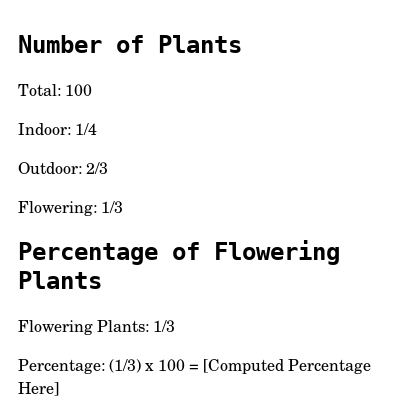 Number of Plants
Total: 100
Indoor: 1/4
Outdoor: 2/3
Flowering: 1/3
Percentage of Flowering
Plants
Flowering Plants: 1/3
Percentage: (1/3) x 100 = [Computed Percentage
Here]